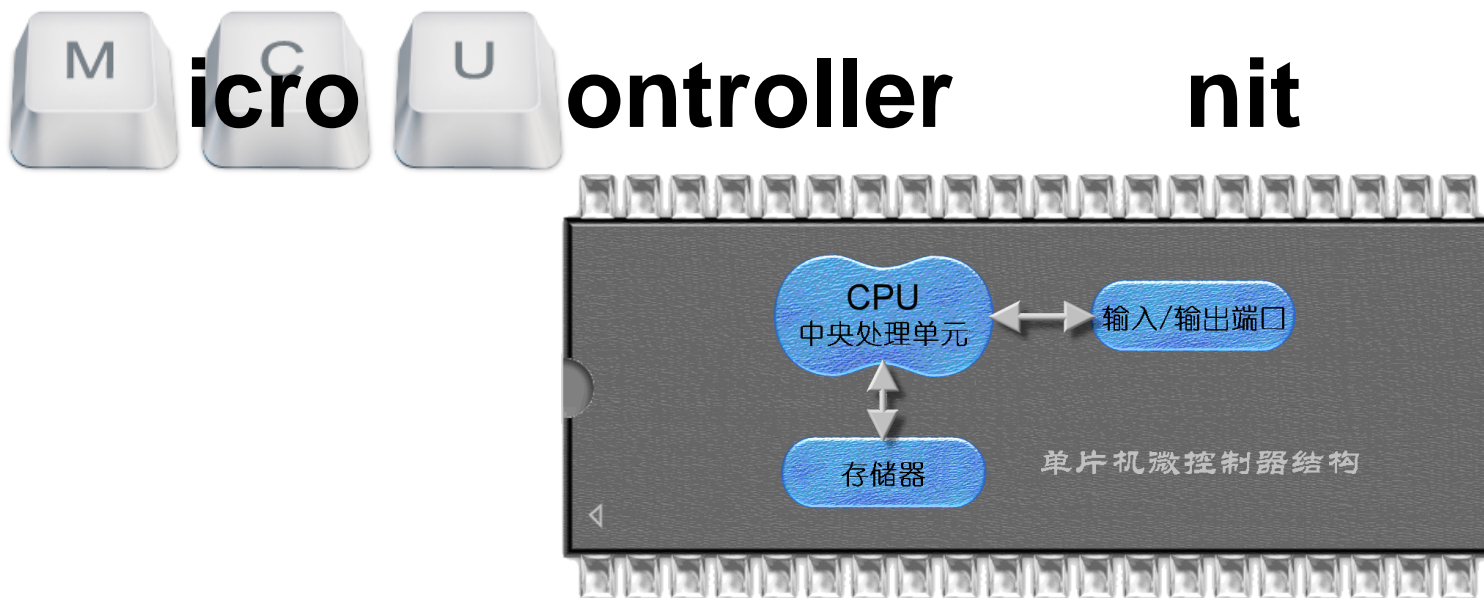 M icro C U ontroller nit
CPU
中央处理单元
输入/输出端口
存储器
单片机微控制器结构